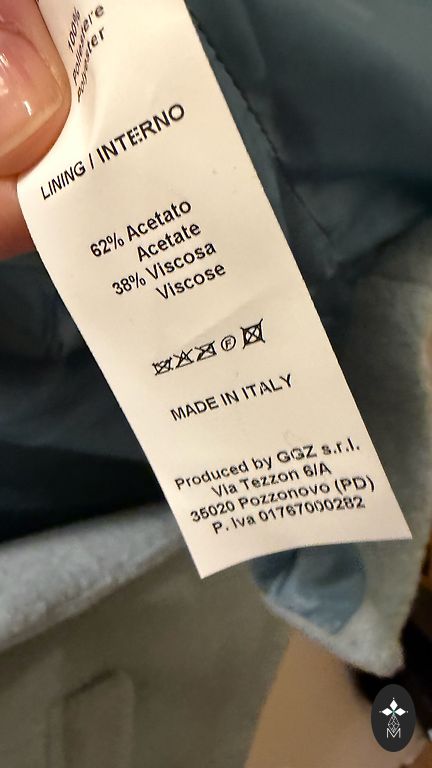 100%
Poliestere
Polyester
LINING / INTERNO
62% Acetato
Acetate
38% Viscosa
Viscose
F
MADE IN ITALY
Produced by GGZ s.r.l.
Via Tezzon 6/A
35020 Pozzonovo (PD)
P. Iva 01767000282
M